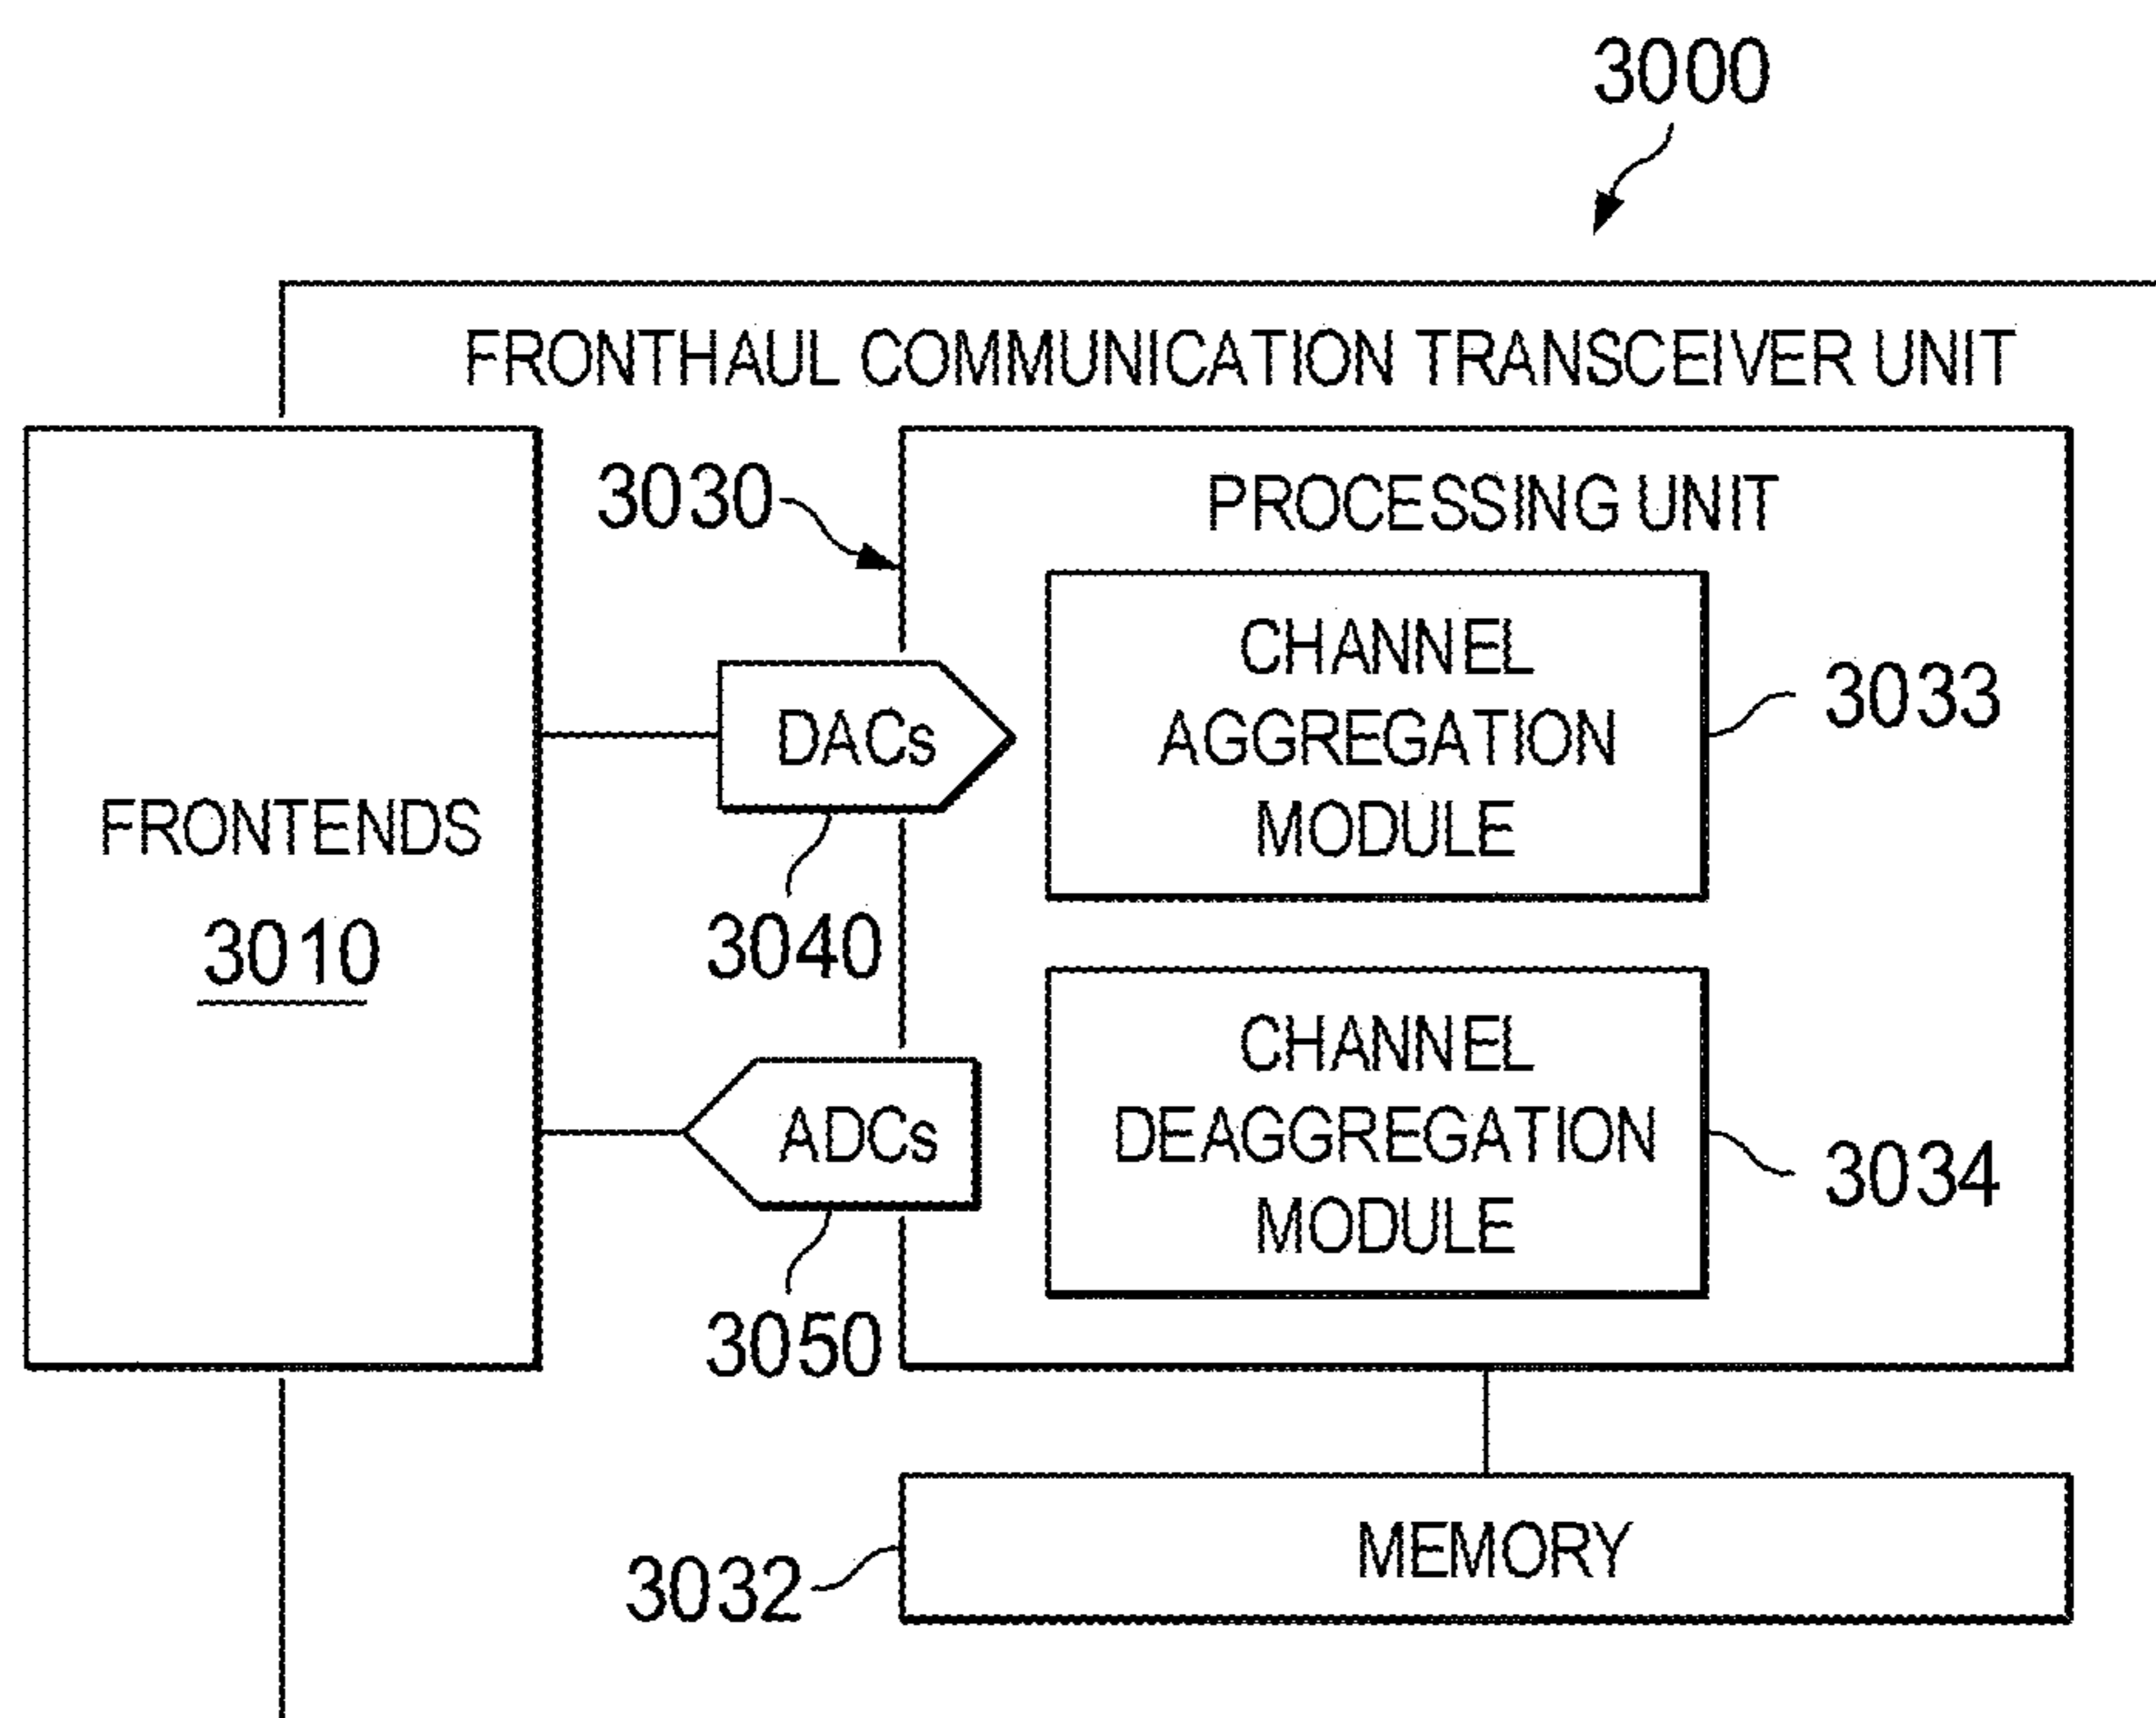 3000
FRONTHAUL COMMUNICATION TRANSCEIVER UNIT
3030
PROCESSING UNIT
CHANNEL
AGGREGATION
MODULE
3033
DACs
3040
FRONTENDS
3010
CHANNEL
DEAGGREGATION
MODULE
3034
ADCs
3050
MEMORY
3032